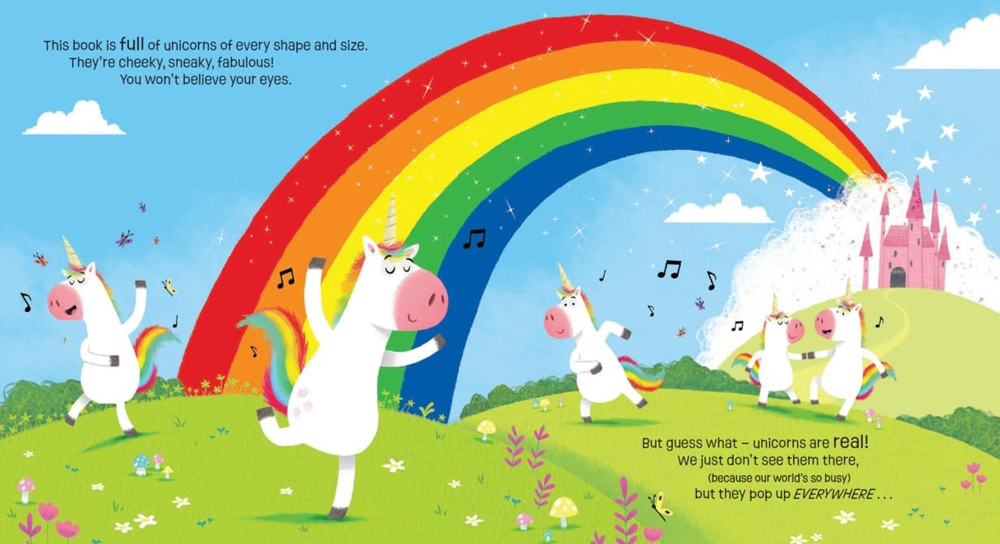 This book is full of unicorns of every shape and size.
They're cheeky, sneaky, fabulous!
You won't believe your eyes.
But guess what – unicorns are real!
We just don't see them there,
(because our world's so busy)
but they pop up EVERYWHERE . . .